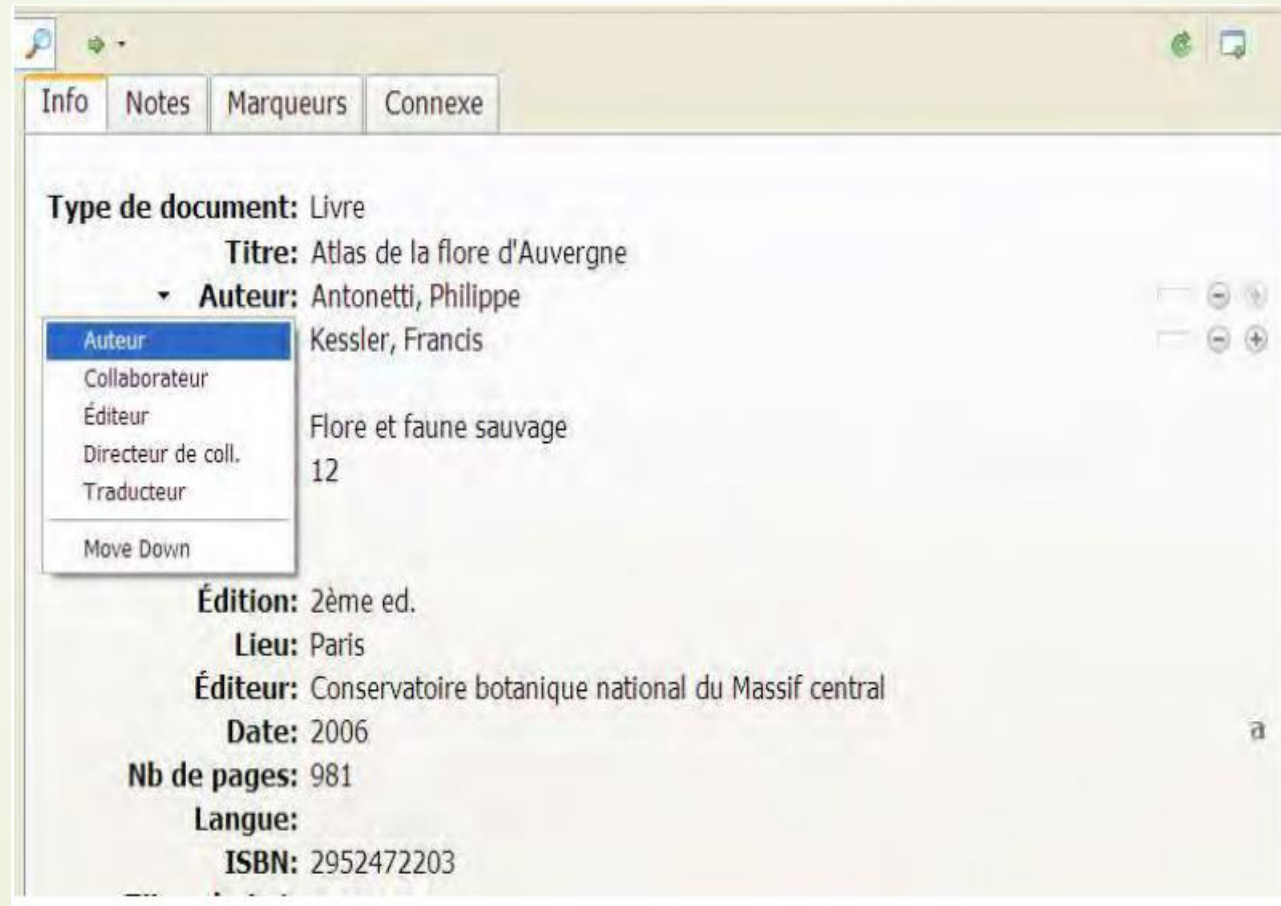 Info Notes Marqueurs Connexe
Type de document: Livre
Titre: Atlas de la flore d'Auvergne
Auteur: Antonetti, Philippe
Auteur Kessler, Francis
Collaborateur
Éditeur Flore et faune sauvage
Directeur de coll. 12
Traducteur
Move Down
Édition: 2ème ed.
Lieu: Paris
Éditeur: Conservatoire botanique national du Massif central
Date: 2006 a
Nb de pages: 981
Langue:
ISBN: 2952472203